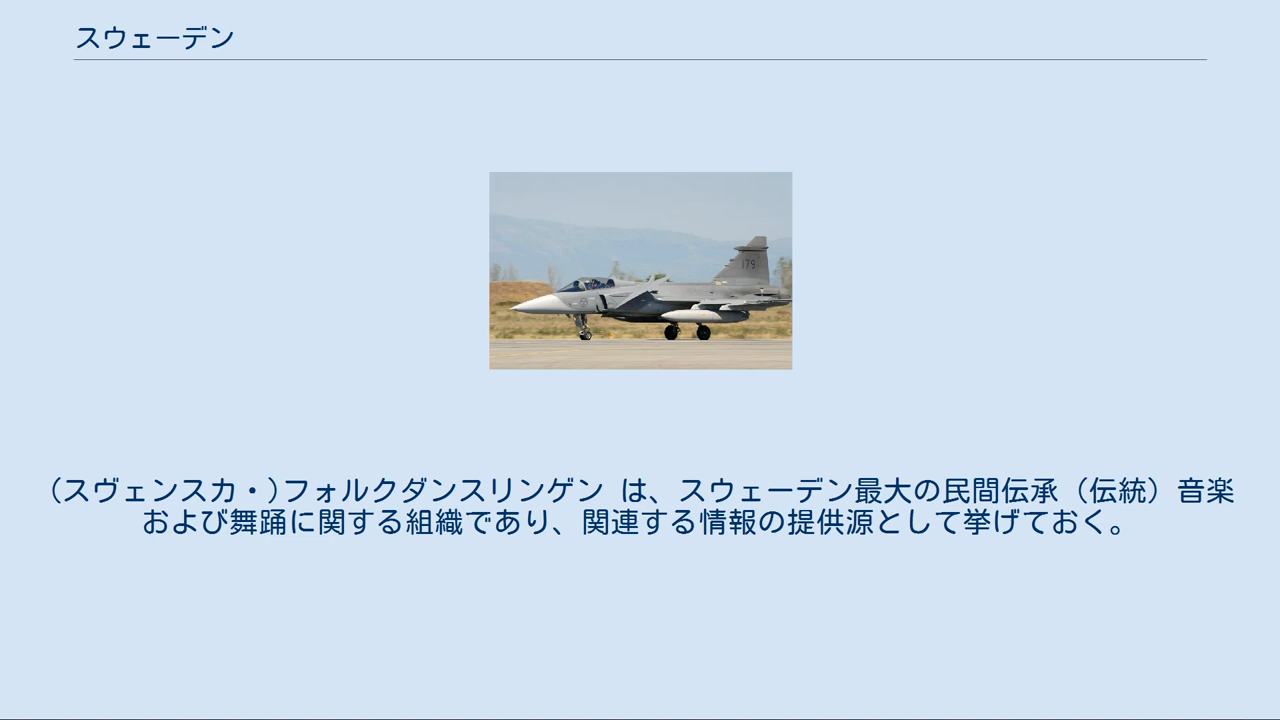 スウェーデン
179
(スヴェンスカ・)フォルクダンスリンゲン は、スウェーデン最大の民間伝承（伝統）音楽
および舞踊に関する組織であり、関連する情報の提供源として挙げておく。